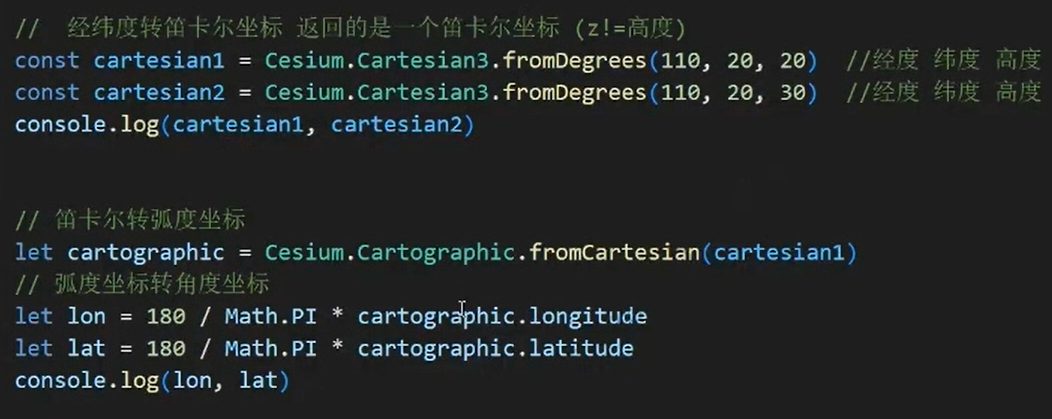 //  经纬度转笛卡尔坐标 返回的是一个笛卡尔坐标 (z!=高度)
const cartesian1 = Cesium.Cartesian3.fromDegrees(110, 20, 20)  //经度 纬度 高度
const cartesian2 = Cesium.Cartesian3.fromDegrees(110, 20, 30)  //经度 纬度 高度
console.log(cartesian1, cartesian2)
// 笛卡尔转弧度坐标
let cartographic = Cesium.Cartographic.fromCartesian(cartesian1)
// 弧度坐标转角度坐标
let lon = 180 / Math.PI * cartographic.longitude
let lat = 180 / Math.PI * cartographic.latitude
console.log(lon, lat)